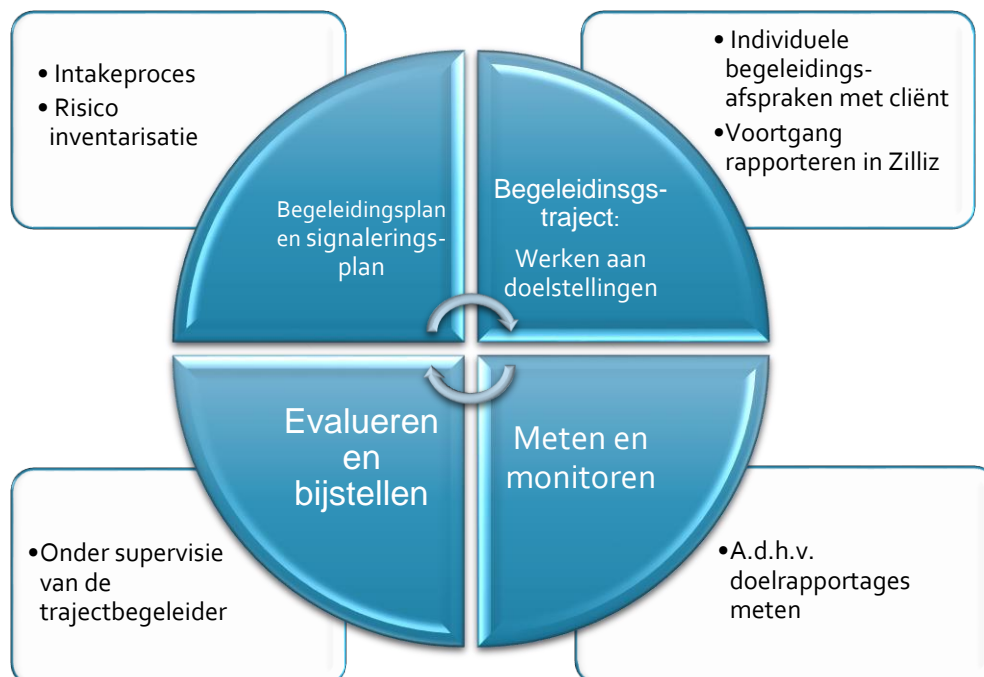 • Intakeproces
• Risico
inventarisatie
Begeleidingsplan
en signalerings-
plan
• Individuele
begeleidings-
afspraken met cliënt
•Voortgang
rapporteren in Zilliz
Begeleidinsgs-
traject:
Werken aan
doelstellingen
Evalueren
en
bijstellen
•Onder supervisie
van de
trajectbegeleider
Meten en
monitoren
•A.d.h.v.
doelrapportages
meten